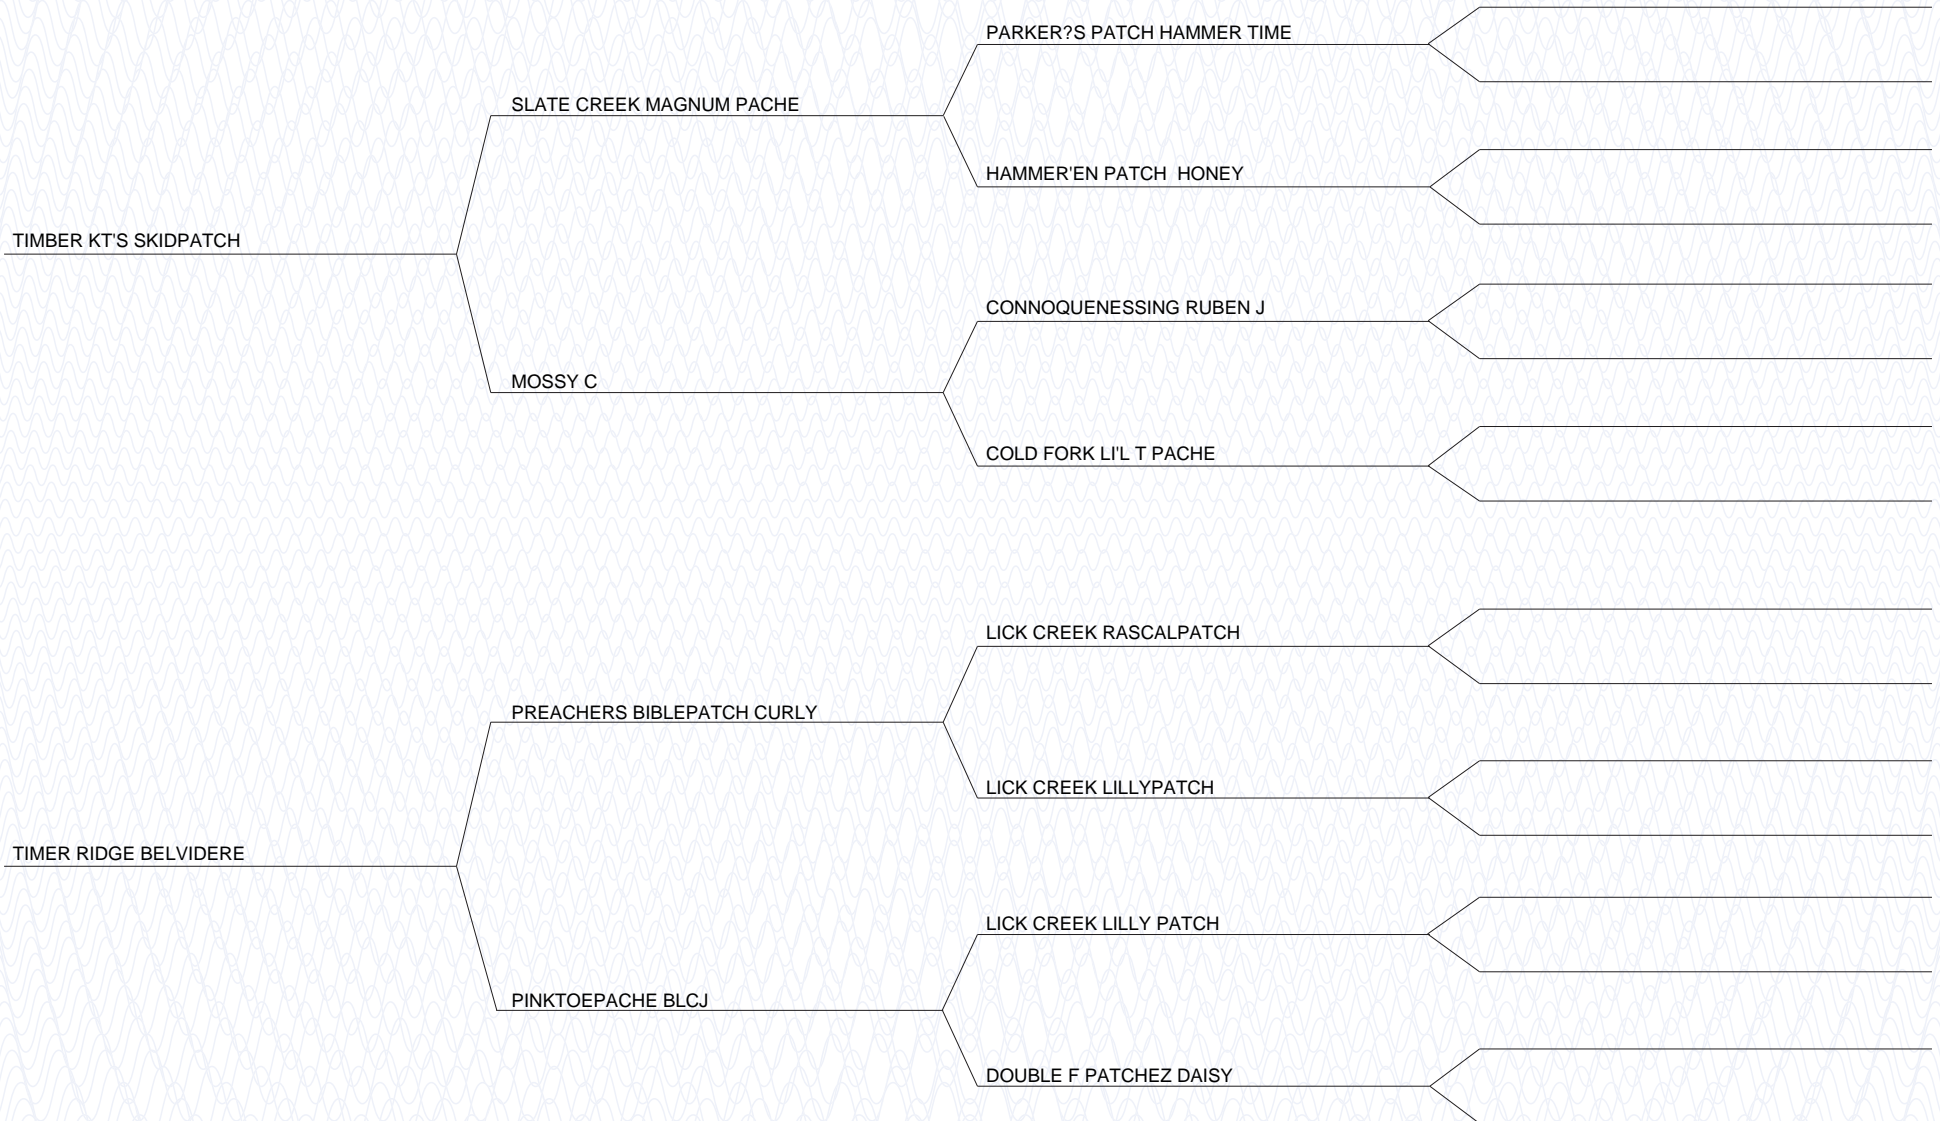 PARKER?S PATCH HAMMER TIME
SLATE CREEK MAGNUM PACHE
HAMMER'EN PATCH  HONEY
TIMBER KT'S SKIDPATCH
CONNOQUENESSING RUBEN J
MOSSY C
COLD FORK LI'L T PACHE
LICK CREEK RASCALPATCH
PREACHERS BIBLEPATCH CURLY
LICK CREEK LILLYPATCH
TIMER RIDGE BELVIDERE
LICK CREEK LILLY PATCH
PINKTOEPACHE BLCJ
DOUBLE F PATCHEZ DAISY